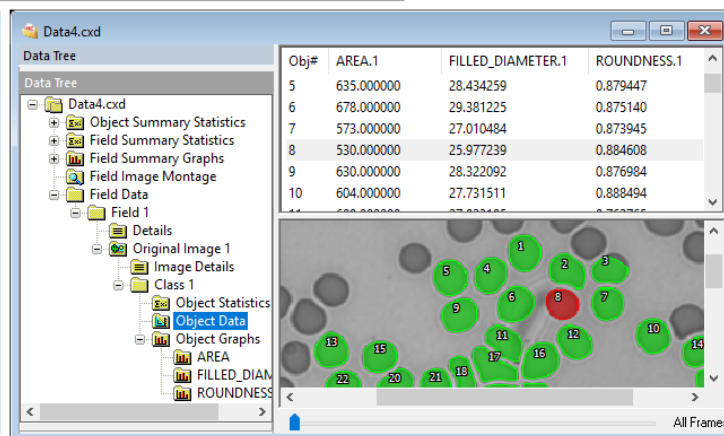 Data4.cxd
Data Tree
Data Tree
Data4.cxd
Object Summary Statistics
Field Summary Statistics
Field Summary Graphs
Field Image Montage
Field Data
Field 1
Details
Original Image 1
Image Details
Class 1
Object Statistics
Object Data
Object Graphs
AREA
FILLED_DIAM
ROUNDNESS
Obj# AREA.1 FILLED_DIAMETER.1 ROUNDNESS.1
5 635.000000 28.434259 0.879447
6 678.000000 29.381225 0.875140
7 573.000000 27.010484 0.873945
8 530.000000 25.977239 0.884608
9 630.000000 28.322092 0.876984
10 604.000000 27.731511 0.888494
1
2 3
5 4
6 8 7
9
10
11 12
13 15 14
17 16
18
22 20 21
All Frame